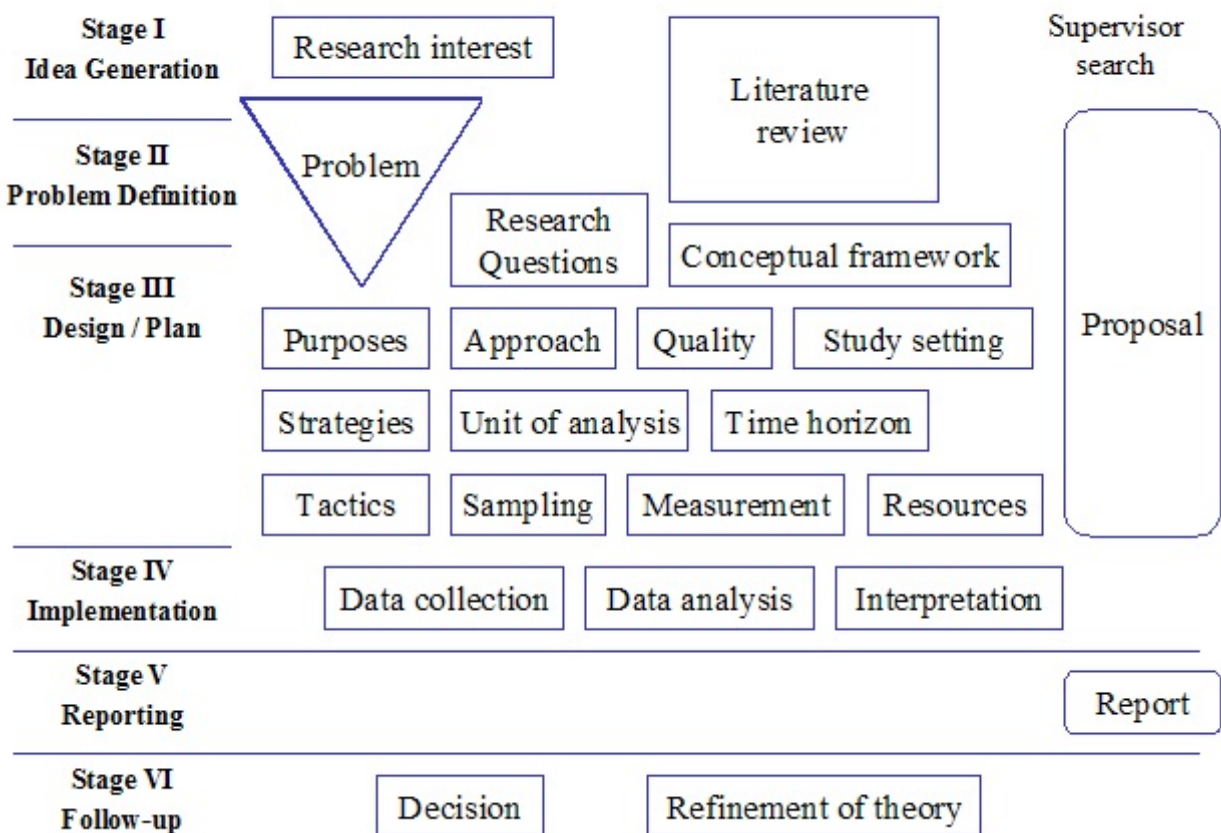 Stage I
Idea Generation
Research interest
Literature
review
Supervisor
search
Stage II
Problem Definition
Problem
Research
Questions
Conceptual framework
Proposal
Stage III
Design / Plan
Purposes
Approach
Quality
Study setting
Strategies
Unit of analysis
Time horizon
Tactics
Sampling
Measurement
Resources
Stage IV
Implementation
Data collection
Data analysis
Interpretation
Stage V
Reporting
Report
Stage VI
Follow-up
Decision
Refinement of theory